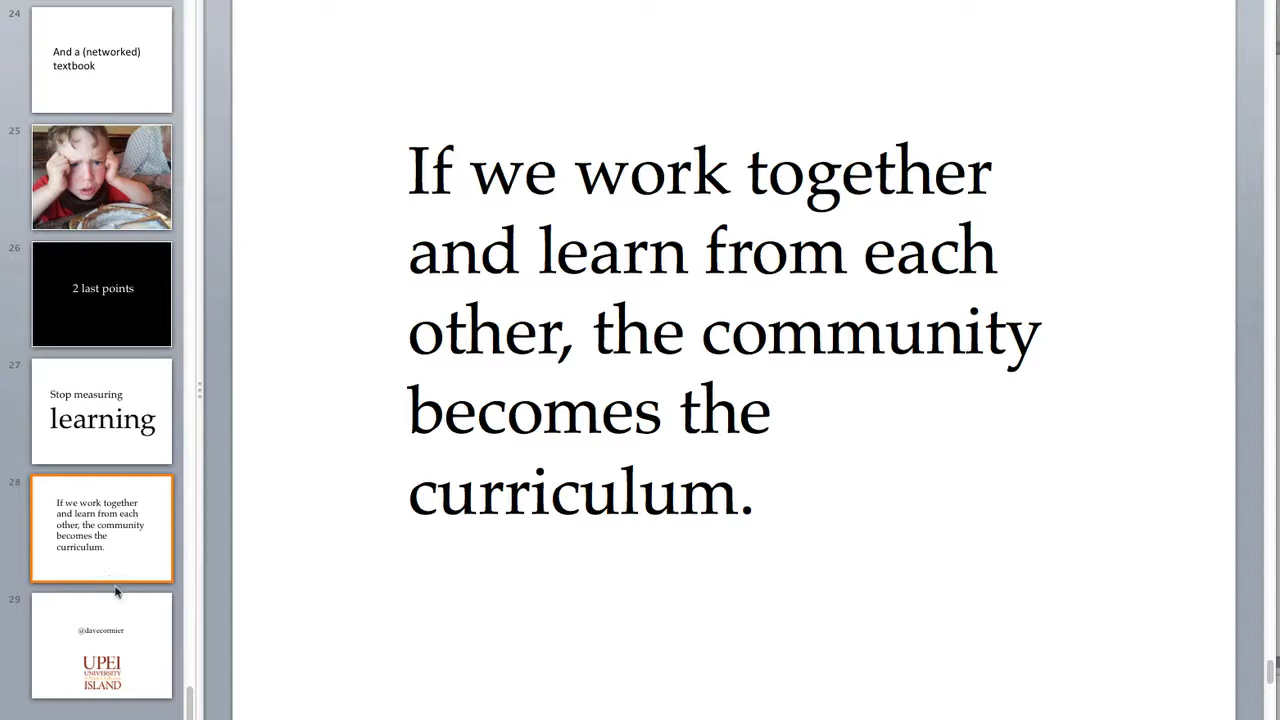 24
And a (networked)
textbook
25
26
2 last points
27
Stop measuring
learning
28
If we work together
and learn from each
other, the community
becomes the
curriculum.
29
@davecormier
UPEI
UNIVERSITY
ISLAND
If we work together
and learn from each
other, the community
becomes the
curriculum.